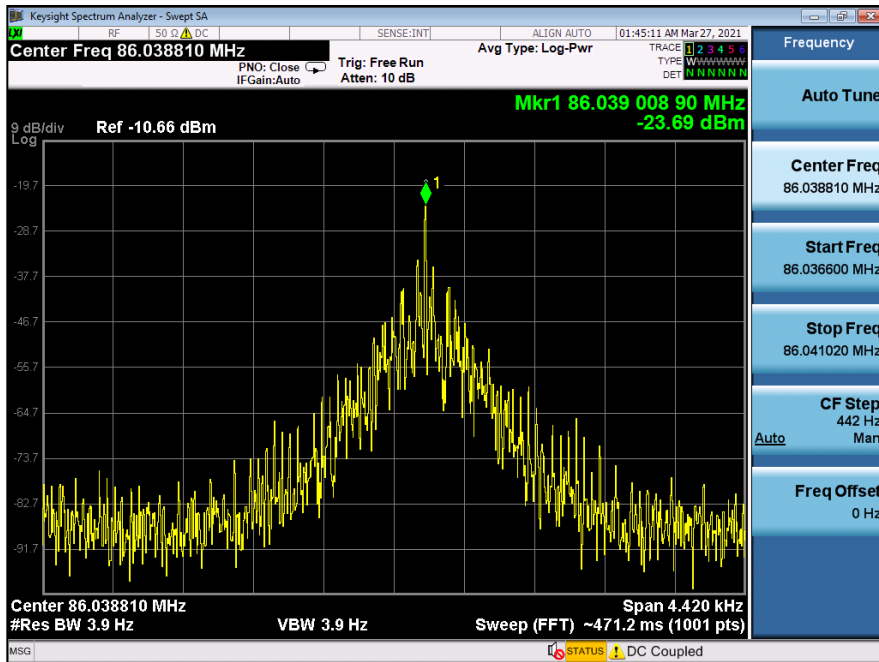 Keysight Spectrum Analyzer - Swept SA
LXI RF 50 Ω DC SENSE:INT ALIGN AUTO 01:45:11 AM Mar 27, 2021
Center Freq 86.038810 MHz
PNO: Close
IFGain:Auto
Trig: Free Run
Atten: 10 dB
Avg Type: Log-Pwr
TRACE 1 2 3 4 5 6
TYPE WWWWWW
DET N N N N N N
Mkr1 86.039 008 90 MHz
-23.69 dBm
9 dB/div Ref -10.66 dBm
Log
1
-19.7
-28.7
-37.7
-46.7
-55.7
-64.7
-73.7
-82.7
-91.7
Center 86.038810 MHz Span 4.420 kHz
#Res BW 3.9 Hz VBW 3.9 Hz Sweep (FFT) ~471.2 ms (1001 pts)
MSG STATUS DC Coupled
Frequency
Auto Tune
Center Freq
86.038810 MHz
Start Freq
86.036600 MHz
Stop Freq
86.041020 MHz
CF Step
442 Hz
Auto Man
Freq Offset
0 Hz